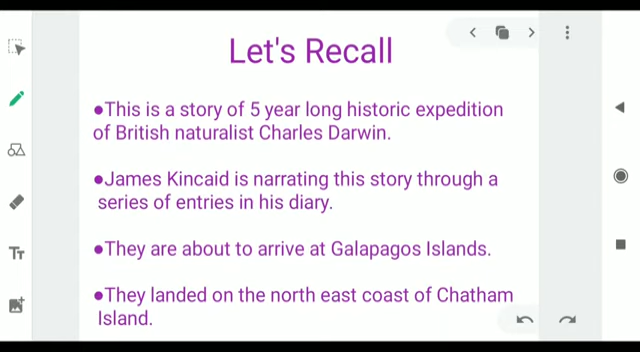 Let's Recall
●This is a story of 5 year long historic expedition
of British naturalist Charles Darwin.
●James Kincaid is narrating this story through a
series of entries in his diary.
●They are about to arrive at Galapagos Islands.
●They landed on the north east coast of Chatham
Island.
Tт